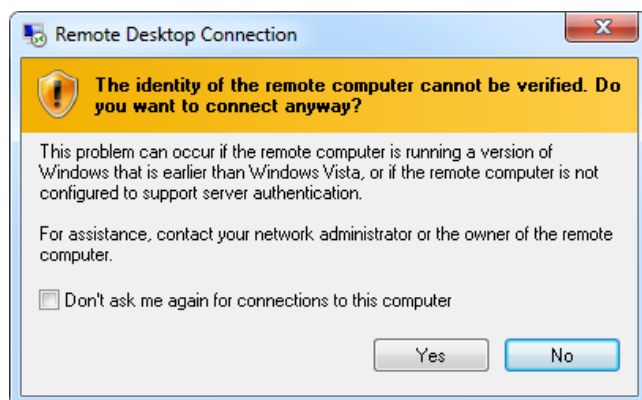 Remote Desktop Connection
The identity of the remote computer cannot be verified. Do
you want to connect anyway?
This problem can occur if the remote computer is running a version of
Windows that is earlier than Windows Vista, or if the remote computer is not
configured to support server authentication.
For assistance, contact your network administrator or the owner of the remote
computer.
Don't ask me again for connections to this computer
Yes No